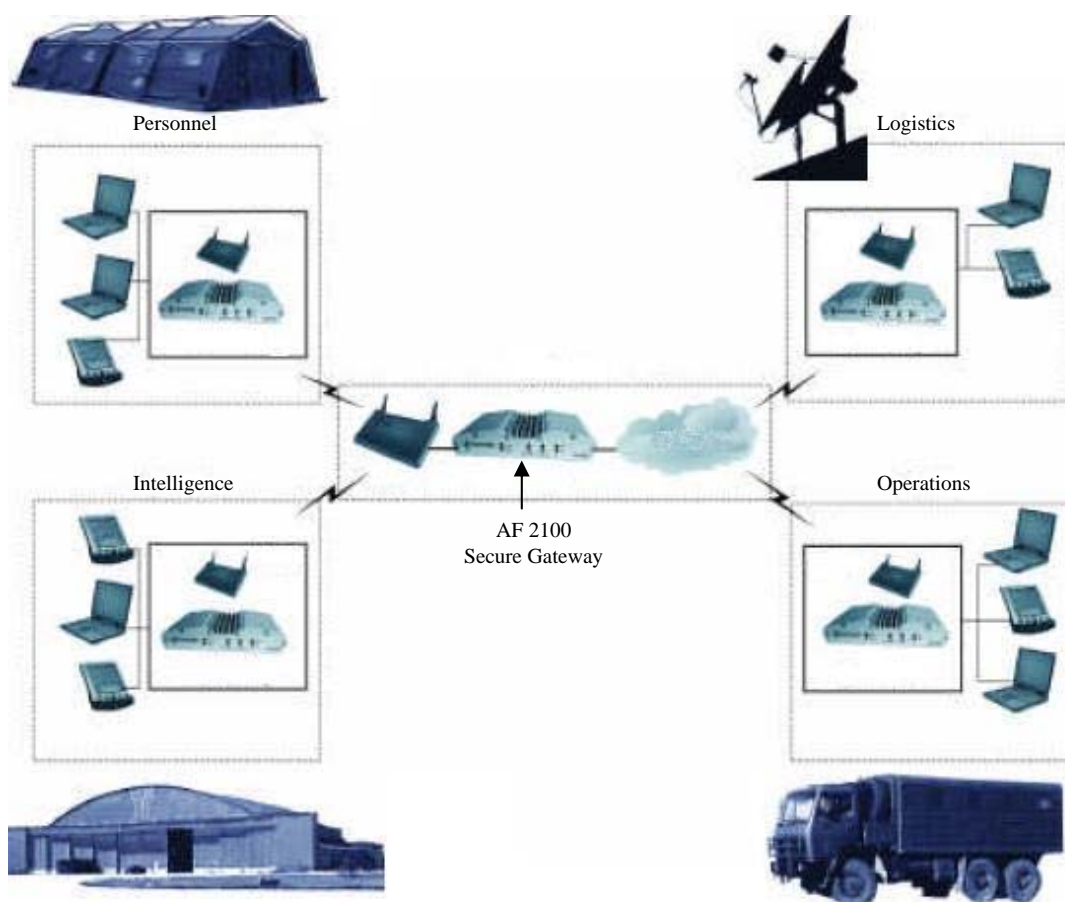 Personnel
Logistics
Intelligence
Operations
AF 2100
Secure Gateway